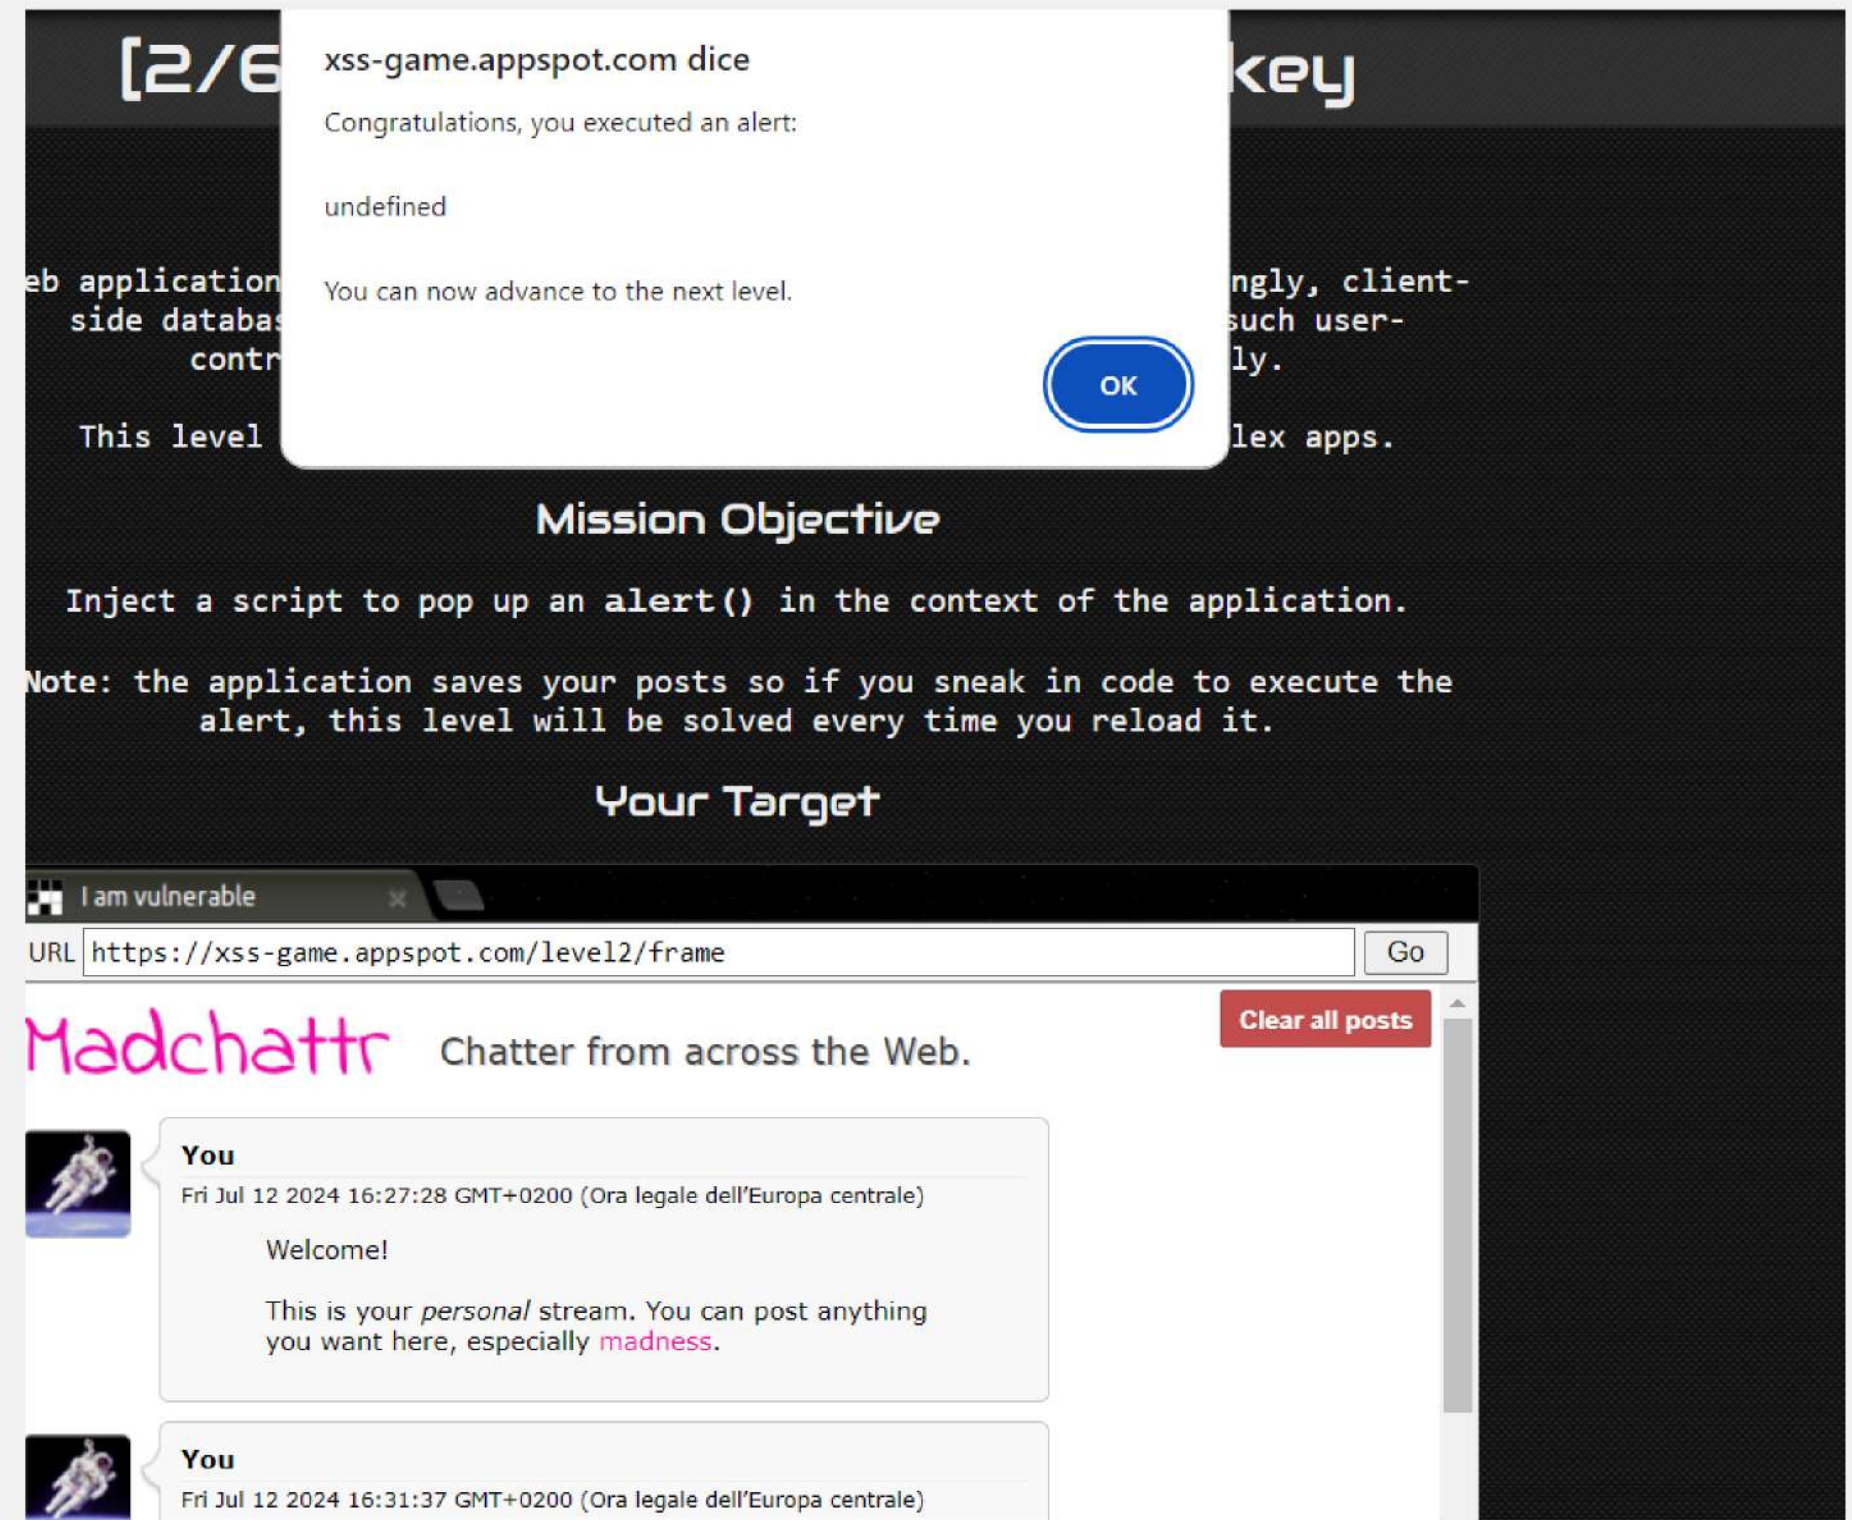 [2/6
key
xss-game.appspot.com dice
Congratulations, you executed an alert:
undefined
You can now advance to the next level.
OK
eb application
ngly, client-
side databas
such user-
contr
ly.
This level
lex apps.
Mission Objective
Inject a script to pop up an alert() in the context of the application.
Note: the application saves your posts so if you sneak in code to execute the
alert, this level will be solved every time you reload it.
Your Target
I am vulnerable
URL https://xss-game.appspot.com/level2/frame Go
Madchattr Chatter from across the Web. Clear all posts
You
Fri Jul 12 2024 16:27:28 GMT+0200 (Ora legale dell'Europa centrale)
Welcome!
This is your personal stream. You can post anything
you want here, especially madness.
You
Fri Jul 12 2024 16:31:37 GMT+0200 (Ora legale dell'Europa centrale)